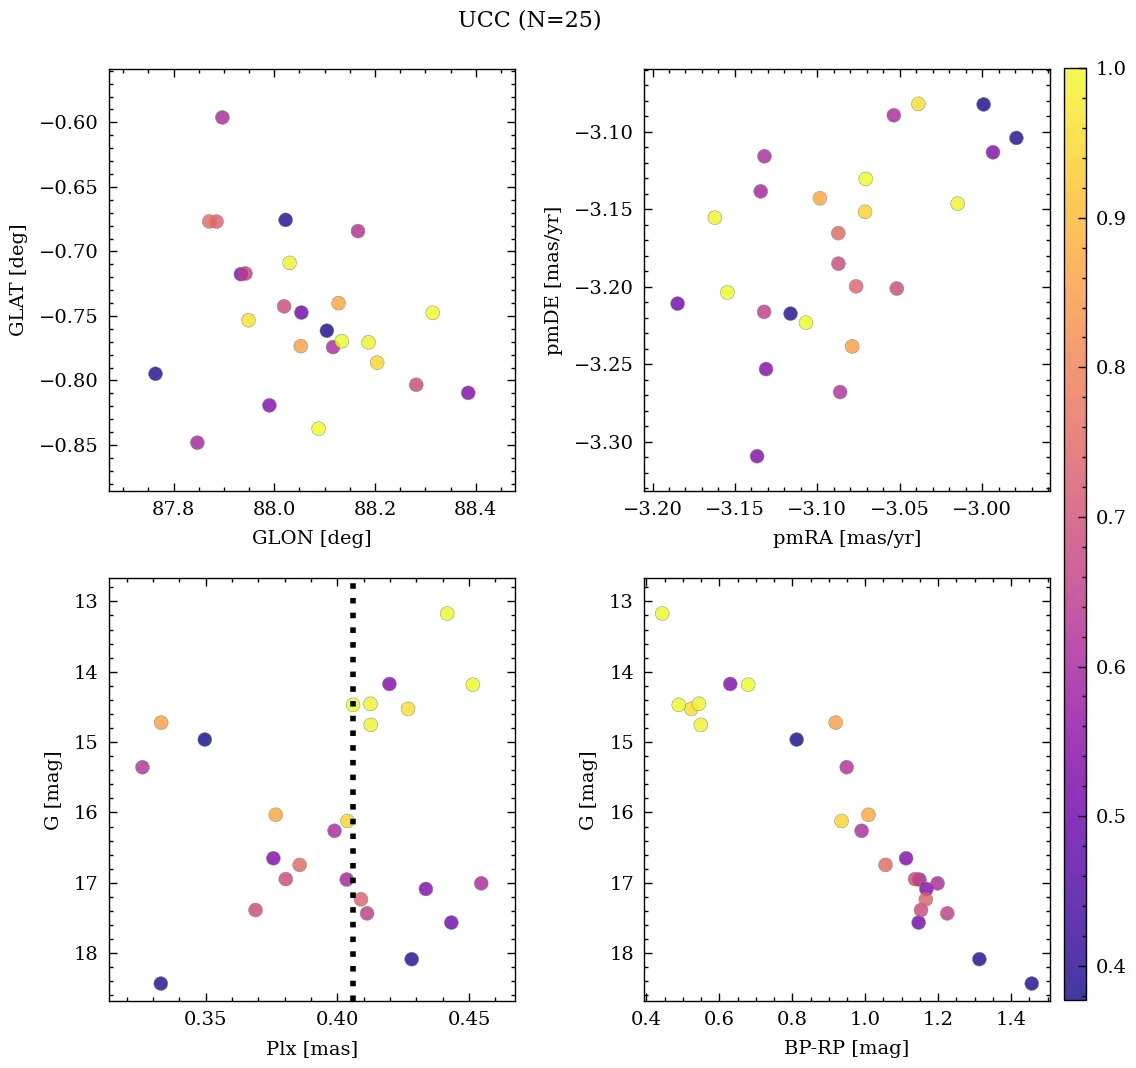 UCC (N=25)
−0.60
−0.65
−0.70
−0.75
−0.80
−0.85
GLAT [deg]
87.8 88.0 88.2 88.4
GLON [deg]
−3.10
−3.15
−3.20
−3.25
−3.30
pmDE [mas/yr]
−3.20 −3.15 −3.10 −3.05 −3.00
pmRA [mas/yr]
13
14
15
16
17
18
G [mag]
0.35 0.40 0.45
Plx [mas]
13
14
15
16
17
18
G [mag]
0.4 0.6 0.8 1.0 1.2 1.4
BP-RP [mag]
1.0
0.9
0.8
0.7
0.6
0.5
0.4